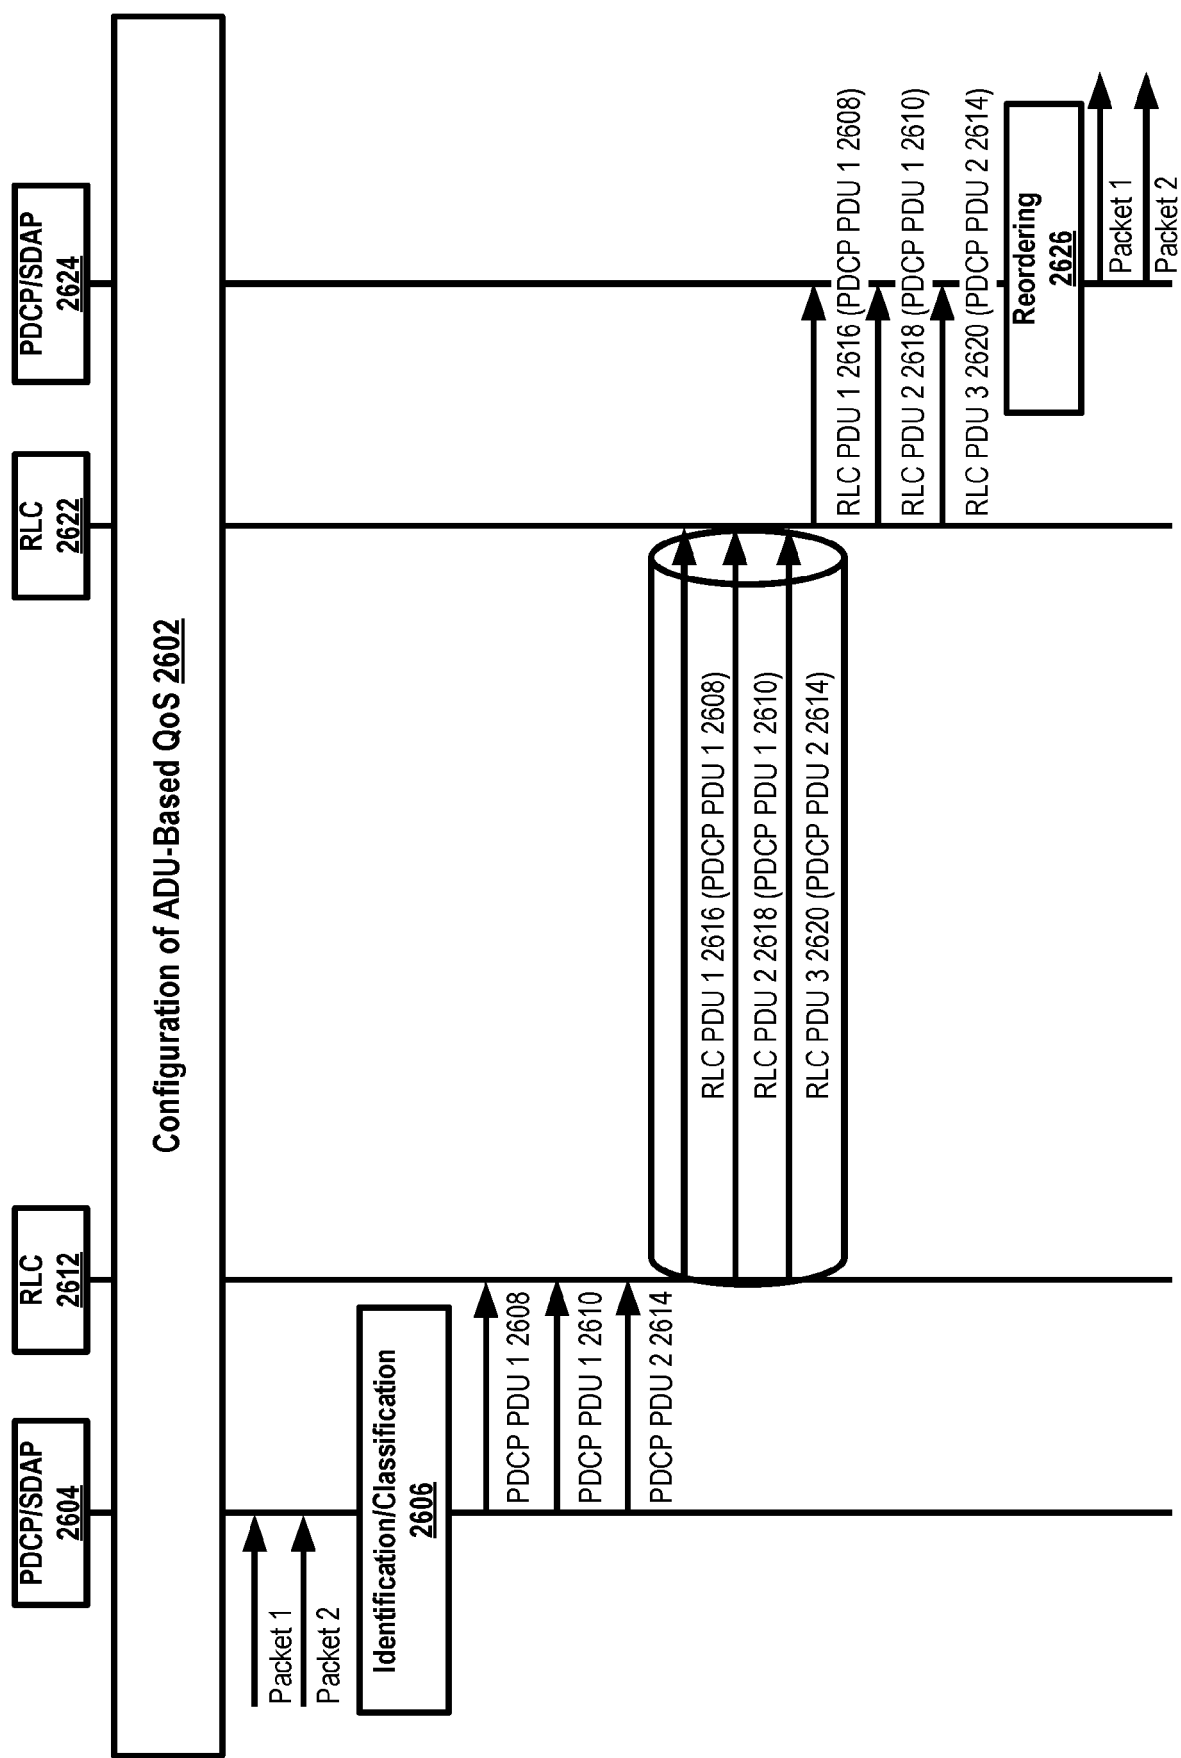 PDCP/SDAP
2604
RLC
2612
RLC
2622
PDCP/SDAP
2624
Configuration of ADU-Based QoS 2602
Packet 1
Packet 2
Identification/Classification
2606
PDCP PDU 1 2608
PDCP PDU 1 2610
PDCP PDU 2 2614
RLC PDU 1 2616 (PDCP PDU 1 2608)
RLC PDU 2 2618 (PDCP PDU 1 2610)
RLC PDU 3 2620 (PDCP PDU 2 2614)
RLC PDU 1 2616 (PDCP PDU 1 2608)
RLC PDU 2 2618 (PDCP PDU 1 2610)
RLC PDU 3 2620 (PDCP PDU 2 2614)
Reordering
2626
Packet 1
Packet 2